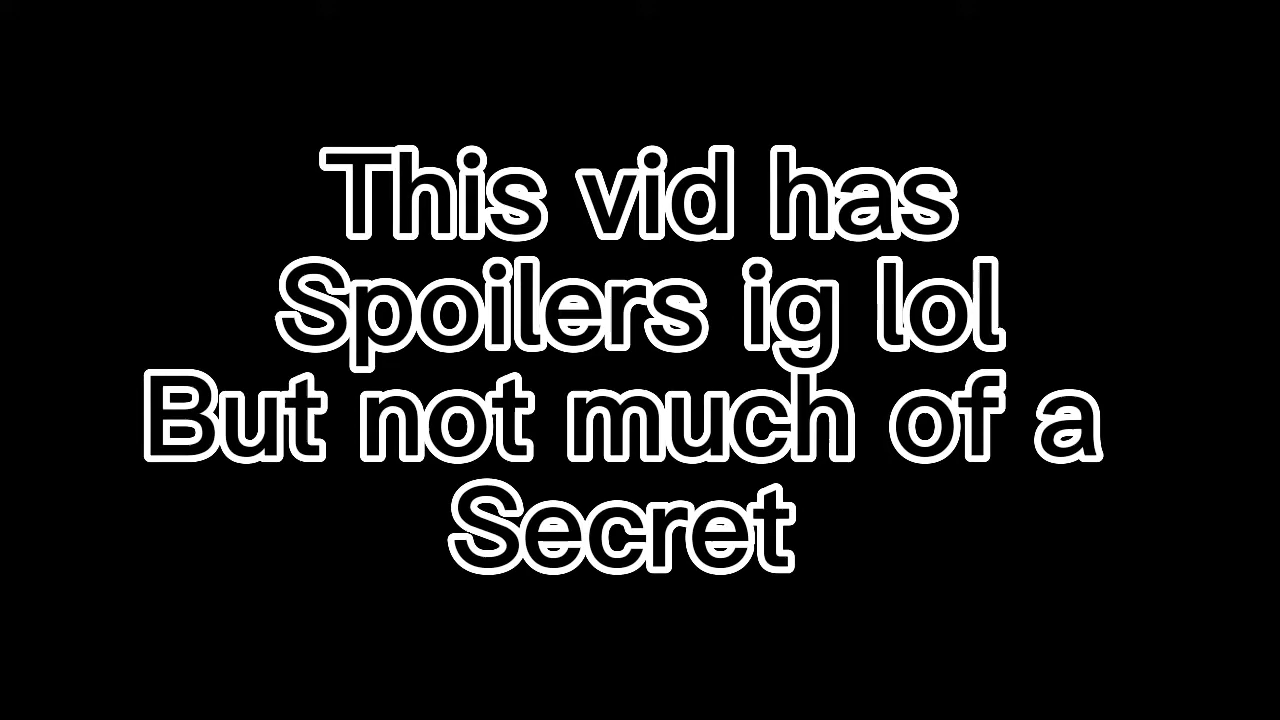 This vid has
Spoilers ig lol
But not much of a
Secret